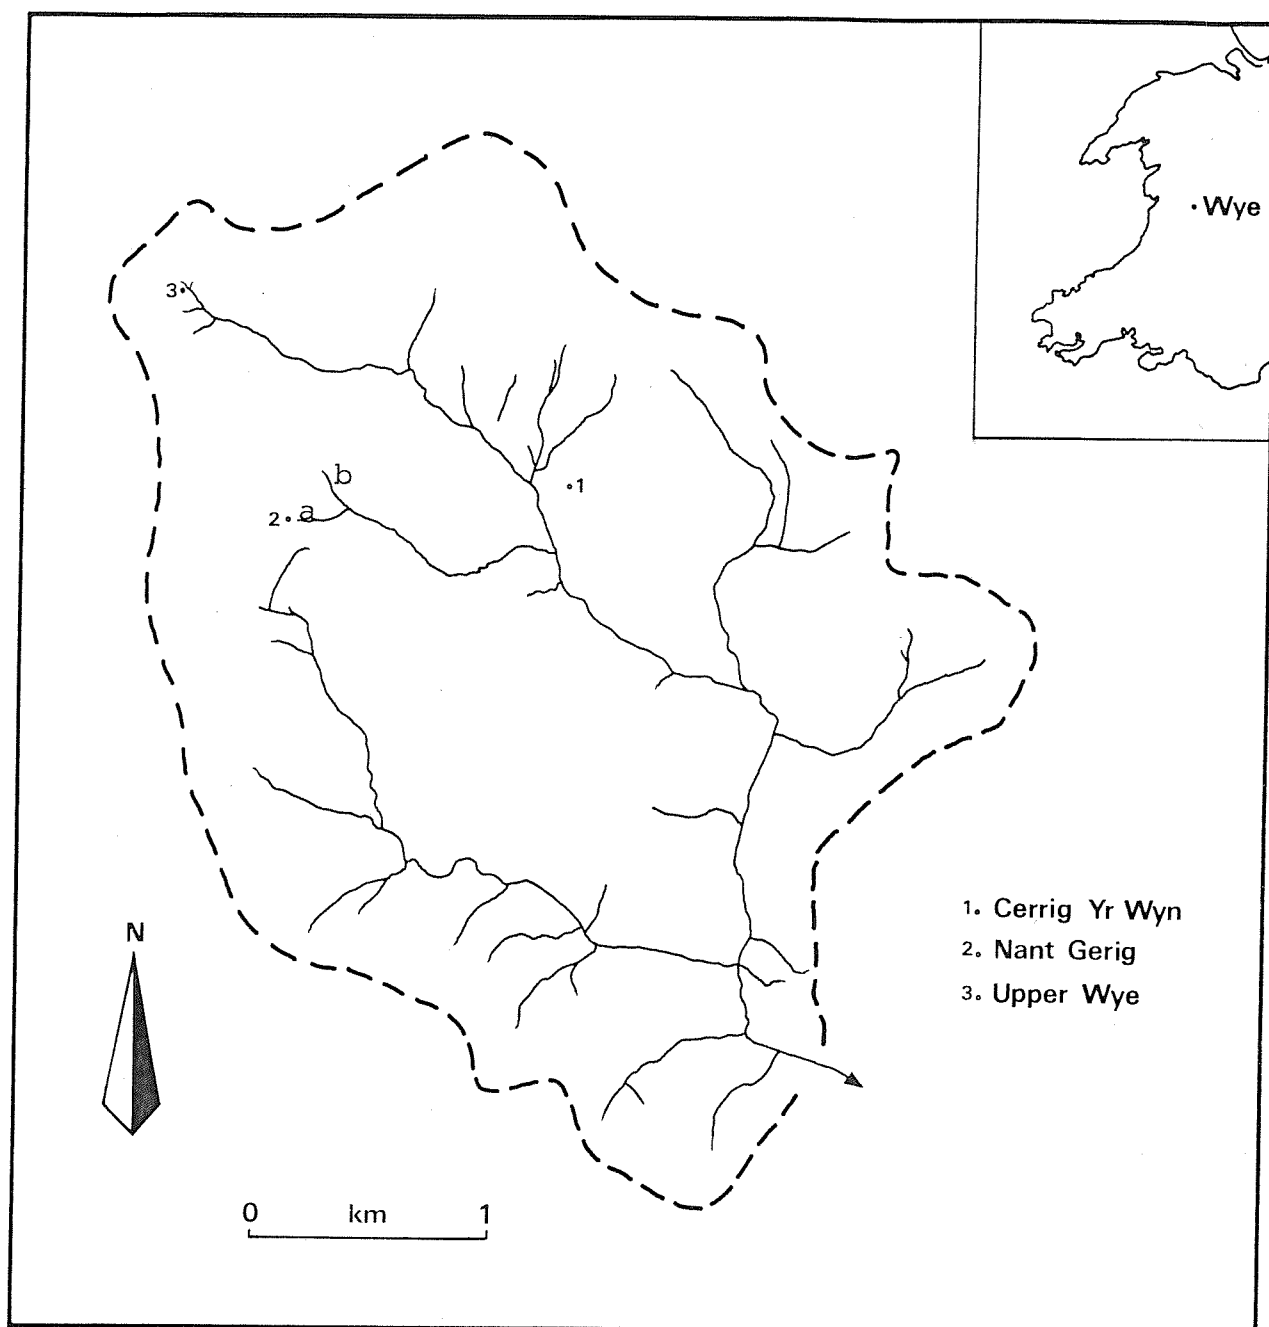 • Wye
3.
b
• 1
2. a
1. Cerrig Yr Wyn
2. Nant Gerig
3. Upper Wye
N
0 km 1